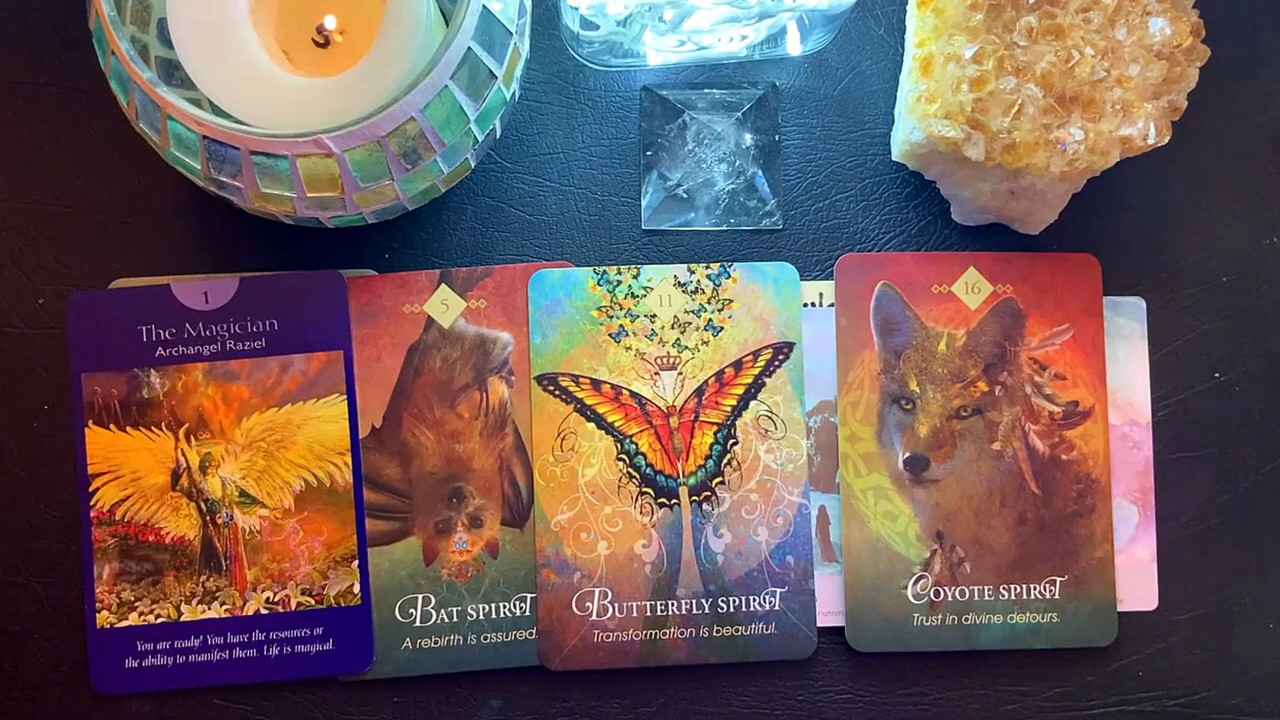 1
The Magician
Archangel Raziel
You are ready! You have the resources or
the ability to manifest them. Life is magical.
5
Bat Spirit
A rebirth is assured.
11
Butterfly Spirit
Transformation is beautiful.
16
Coyote Spirit
Trust in divine detours.